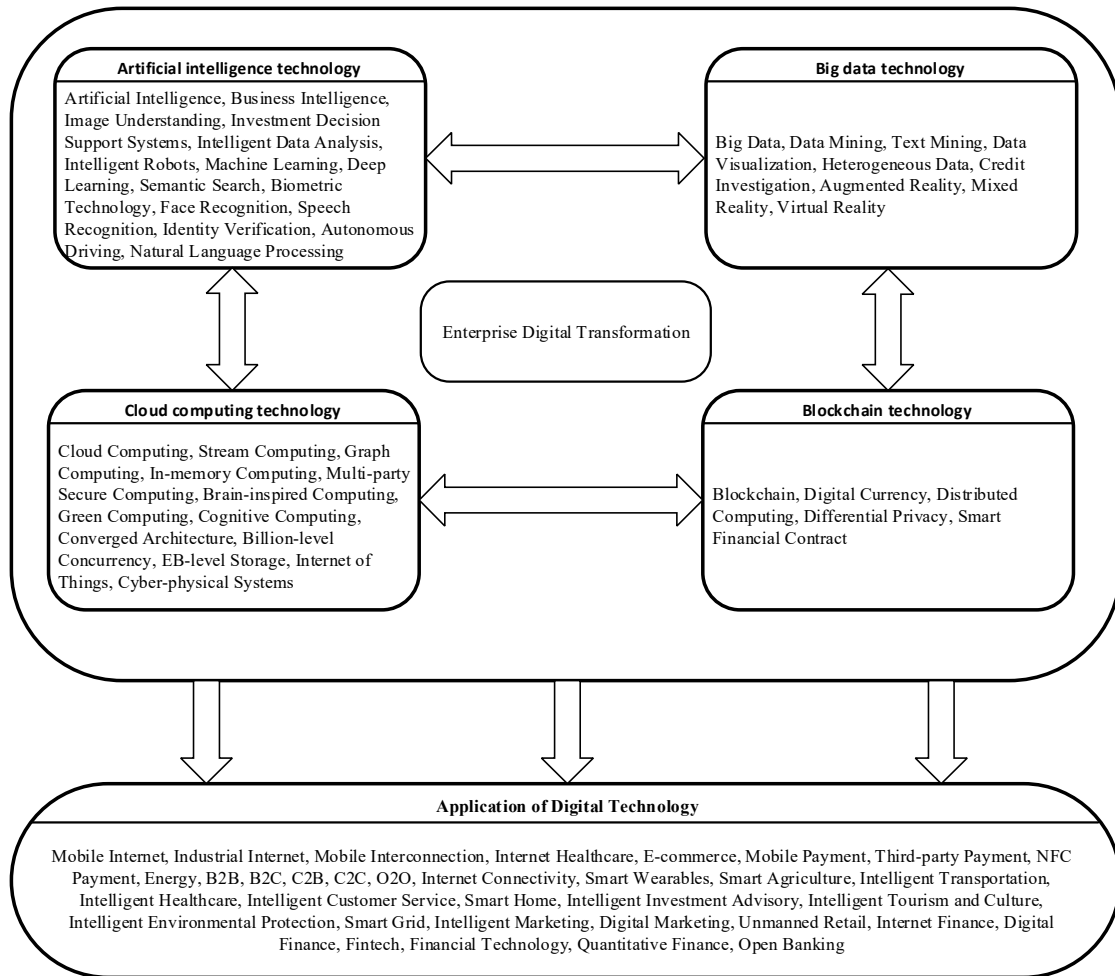 Artificial intelligence technology
Artificial Intelligence, Business Intelligence,
Image Understanding, Investment Decision
Support Systems, Intelligent Data Analysis,
Intelligent Robots, Machine Learning, Deep
Learning, Semantic Search, Biometric
Technology, Face Recognition, Speech
Recognition, Identity Verification, Autonomous
Driving, Natural Language Processing
Big data technology
Big Data, Data Mining, Text Mining, Data
Visualization, Heterogeneous Data, Credit
Investigation, Augmented Reality, Mixed
Reality, Virtual Reality
Enterprise Digital Transformation
Cloud computing technology
Cloud Computing, Stream Computing, Graph
Computing, In-memory Computing, Multi-party
Secure Computing, Brain-inspired Computing,
Green Computing, Cognitive Computing,
Converged Architecture, Billion-level
Concurrency, EB-level Storage, Internet of
Things, Cyber-physical Systems
Blockchain technology
Blockchain, Digital Currency, Distributed
Computing, Differential Privacy, Smart
Financial Contract
Application of Digital Technology
Mobile Internet, Industrial Internet, Mobile Interconnection, Internet Healthcare, E-commerce, Mobile Payment, Third-party Payment, NFC
Payment, Energy, B2B, B2C, C2B, C2C, O2O, Internet Connectivity, Smart Wearables, Smart Agriculture, Intelligent Transportation,
Intelligent Healthcare, Intelligent Customer Service, Smart Home, Intelligent Investment Advisory, Intelligent Tourism and Culture,
Intelligent Environmental Protection, Smart Grid, Intelligent Marketing, Digital Marketing, Unmanned Retail, Internet Finance, Digital
Finance, Fintech, Financial Technology, Quantitative Finance, Open Banking